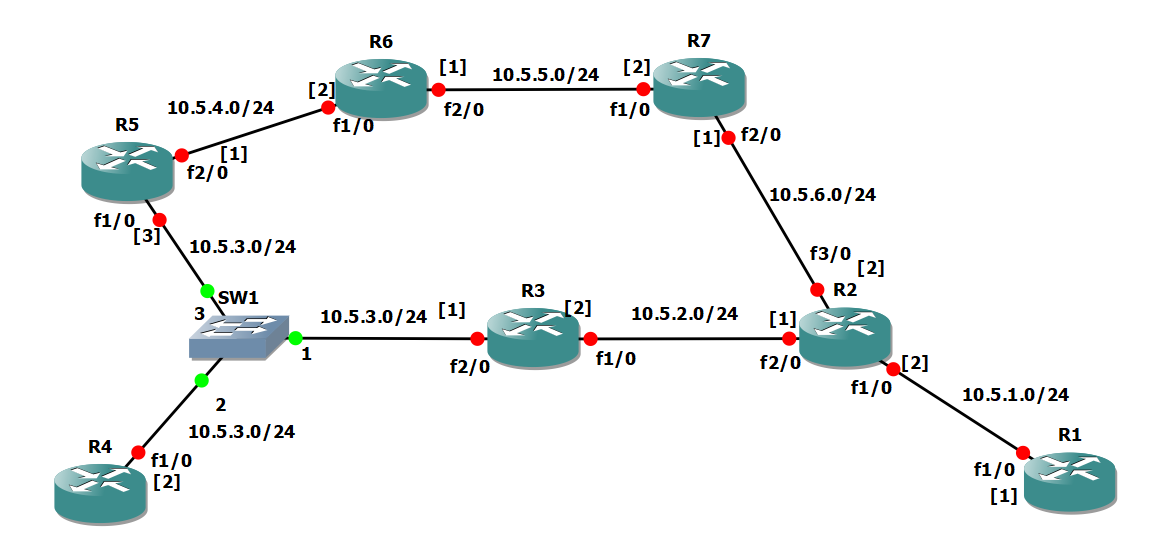 R6
R7
[1]
[2]
10.5.5.0/24
[2]
10.5.4.0/24
f2/0
f1/0
R5
f1/0
[1]
f2/0
[1]
f2/0
10.5.6.0/24
f1/0
[3]
10.5.3.0/24
f3/0
[2]
SW1
R3
R2
3
10.5.3.0/24
[1]
[2]
10.5.2.0/24
[1]
1
f2/0
f1/0
f2/0
[2]
f1/0
10.5.1.0/24
2
10.5.3.0/24
R4
R1
f1/0
f1/0
[2]
[1]